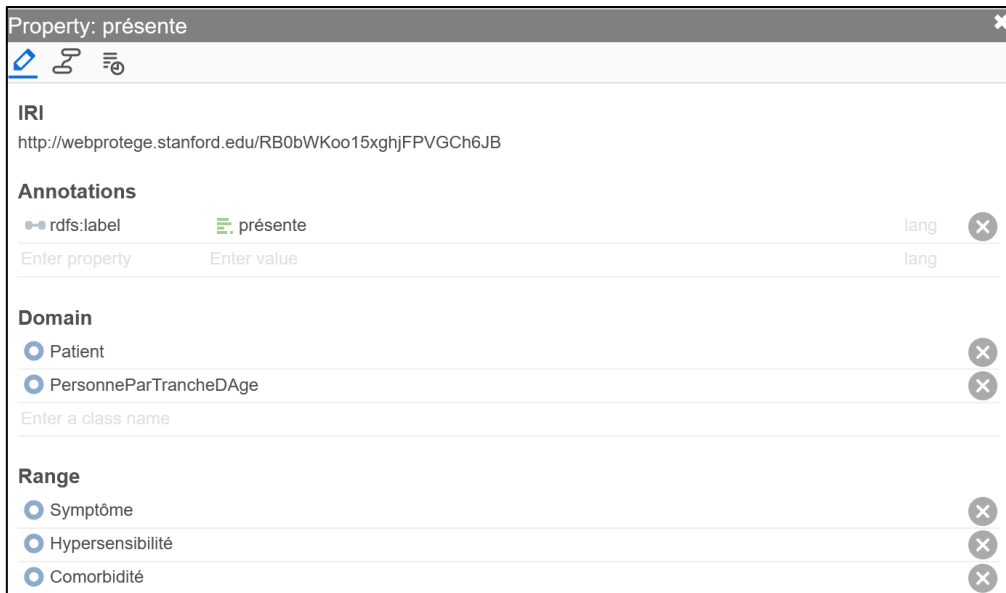 Property: présente
IRI
http://webprotege.stanford.edu/RB0bWKoo15xghjFPVGCh6JB
Annotations
rdfs:label présente lang
Enter property Enter value lang
Domain
Patient
PersonneParTrancheDAge
Enter a class name
Range
Symptôme
Hypersensibilité
Comorbidité